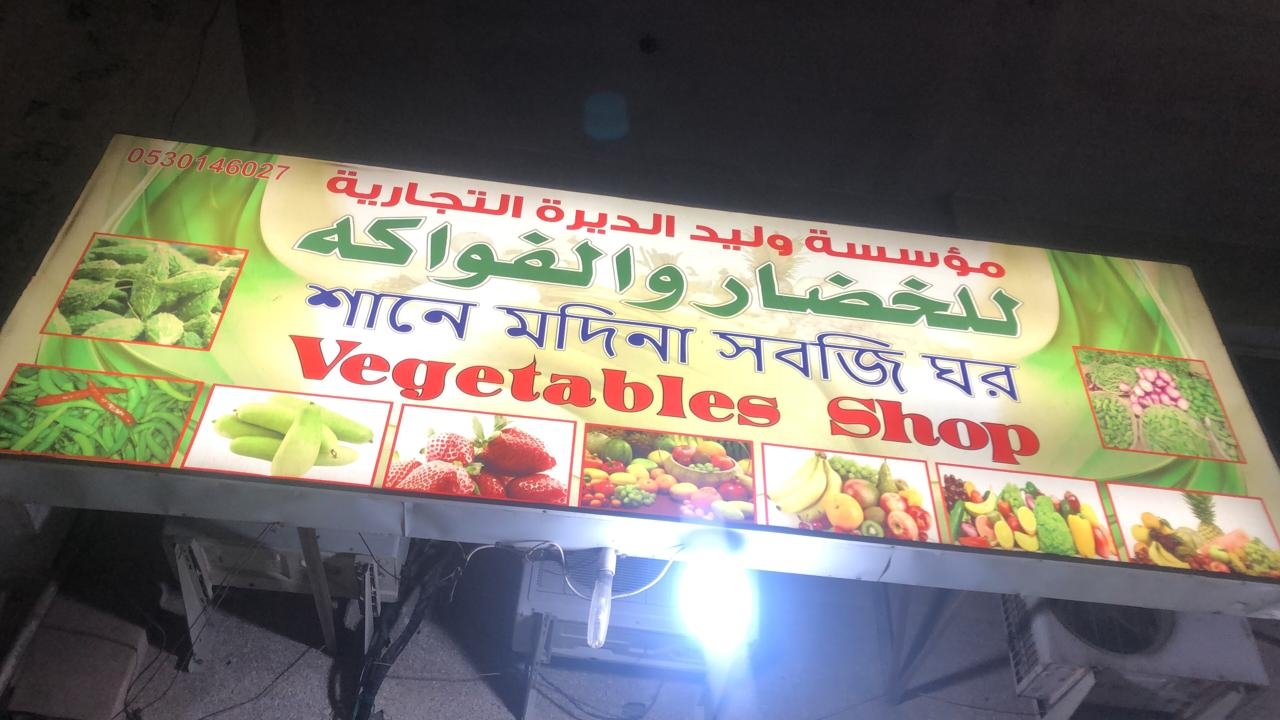 0530146027
مؤسسة وليد الديرة التجارية
للخضار والفواكه
শানে মদিনা সবজি ঘর
Vegetables Shop